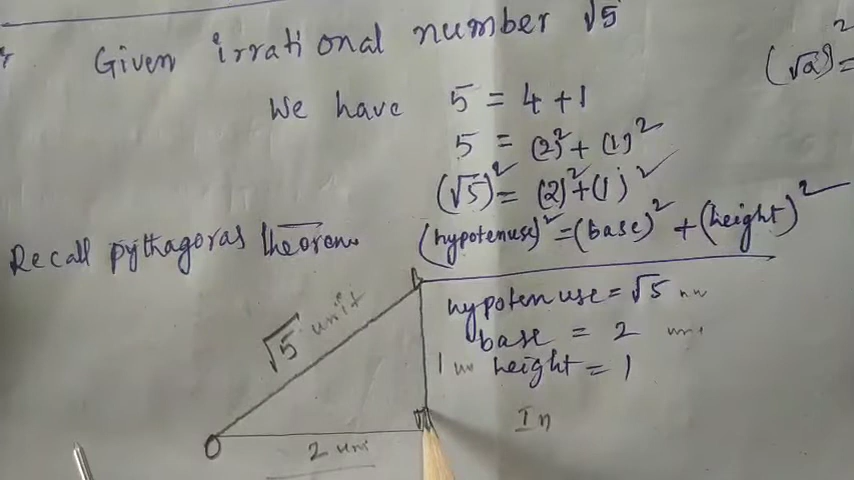 Given irrational number √5
(√a)²=
We have 5 = 4 + 1
5 = (2)² + (1)²
(√5)² = (2)² + (1)²
Recall pythagoras theorem (hypotenuse)² = (base)² + (height)²
hypotenuse = √5
√5 unit
base = 2
1 height = 1
In
O 2 uni